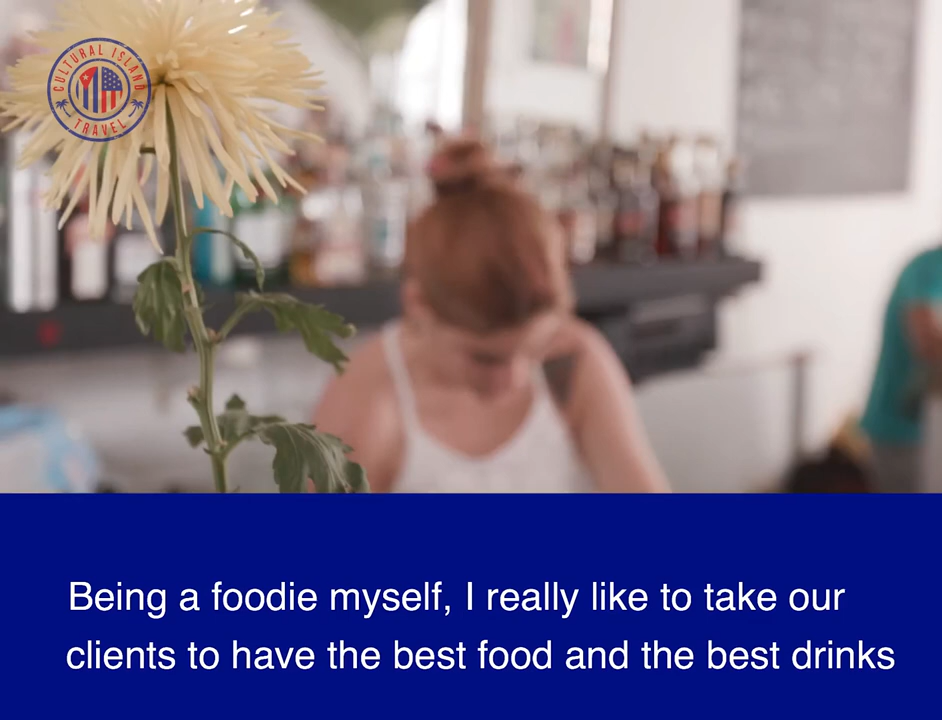 CULTURAL ISLAND
TRAVEL
Being a foodie myself, I really like to take our
clients to have the best food and the best drinks